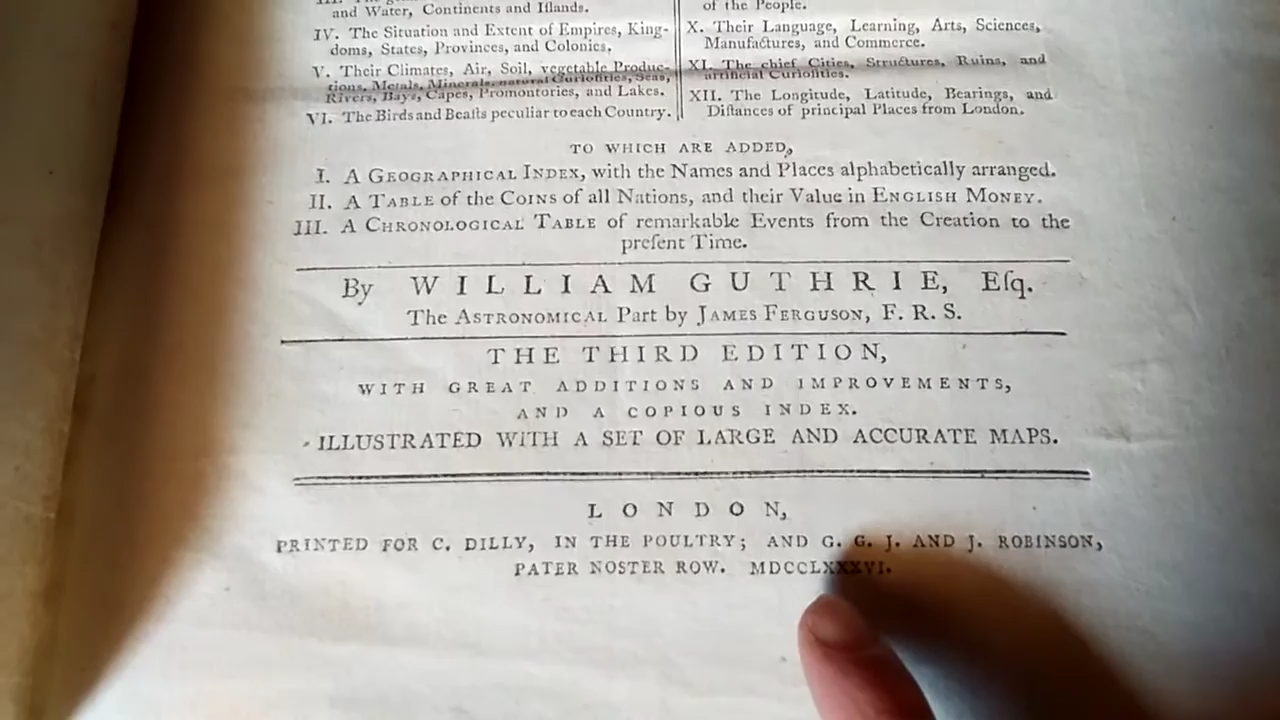 and Water, Continents and Iſlands.
IV. The Situation and Extent of Empires, King-
doms, States, Provinces, and Colonies.
V. Their Climates, Air, Soil, vegetable Produc-
tions, Metals, Minerals, natural Curioſities, Seas,
Rivers, Bays, Capes, Promontories, and Lakes.
VI. The Birds and Beaſts peculiar to each Country.
of the People.
X. Their Language, Learning, Arts, Sciences,
Manufactures, and Commerce.
XI. The chief Cities, Structures, Ruins, and
artificial Curioſities.
XII. The Longitude, Latitude, Bearings, and
Diſtances of principal Places from London.
TO WHICH ARE ADDED,
I. A GEOGRAPHICAL INDEX, with the Names and Places alphabetically arranged.
II. A TABLE of the COINS of all Nations, and their Value in ENGLISH MONEY.
III. A CHRONOLOGICAL TABLE of remarkable Events from the Creation to the
preſent Time.
By WILLIAM GUTHRIE, Eſq.
The ASTRONOMICAL Part by JAMES FERGUSON, F. R. S.
THE THIRD EDITION,
WITH GREAT ADDITIONS AND IMPROVEMENTS,
AND A COPIOUS INDEX.
ILLUSTRATED WITH A SET OF LARGE AND ACCURATE MAPS.
LONDON,
PRINTED FOR C. DILLY, IN THE POULTRY; AND G. G. J. AND J. ROBINSON,
PATER NOSTER ROW. MDCCLXXXVI.